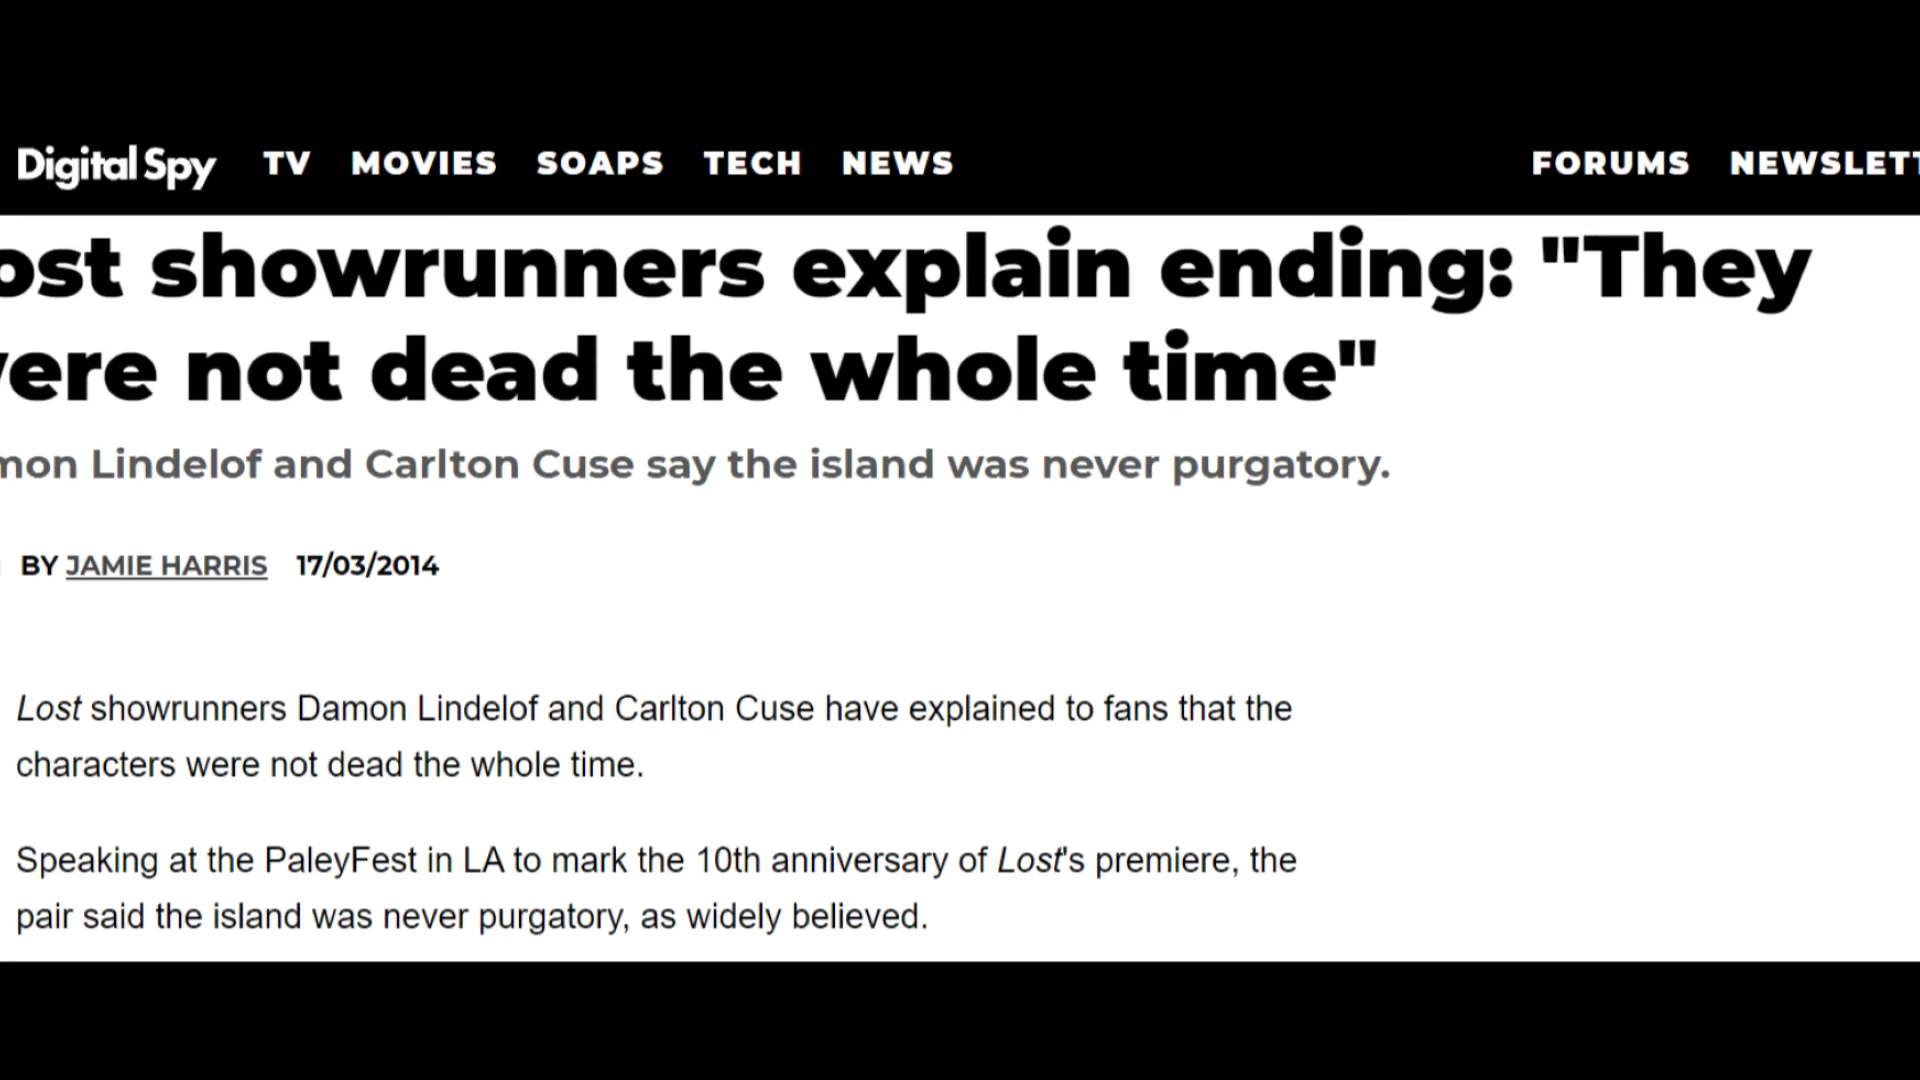 Digital Spy TV MOVIES SOAPS TECH NEWS FORUMS NEWSLETT
ost showrunners explain ending: "They
ere not dead the whole time"
mon Lindelof and Carlton Cuse say the island was never purgatory.
BY JAMIE HARRIS 17/03/2014
Lost showrunners Damon Lindelof and Carlton Cuse have explained to fans that the
characters were not dead the whole time.
Speaking at the PaleyFest in LA to mark the 10th anniversary of Lost's premiere, the
pair said the island was never purgatory, as widely believed.